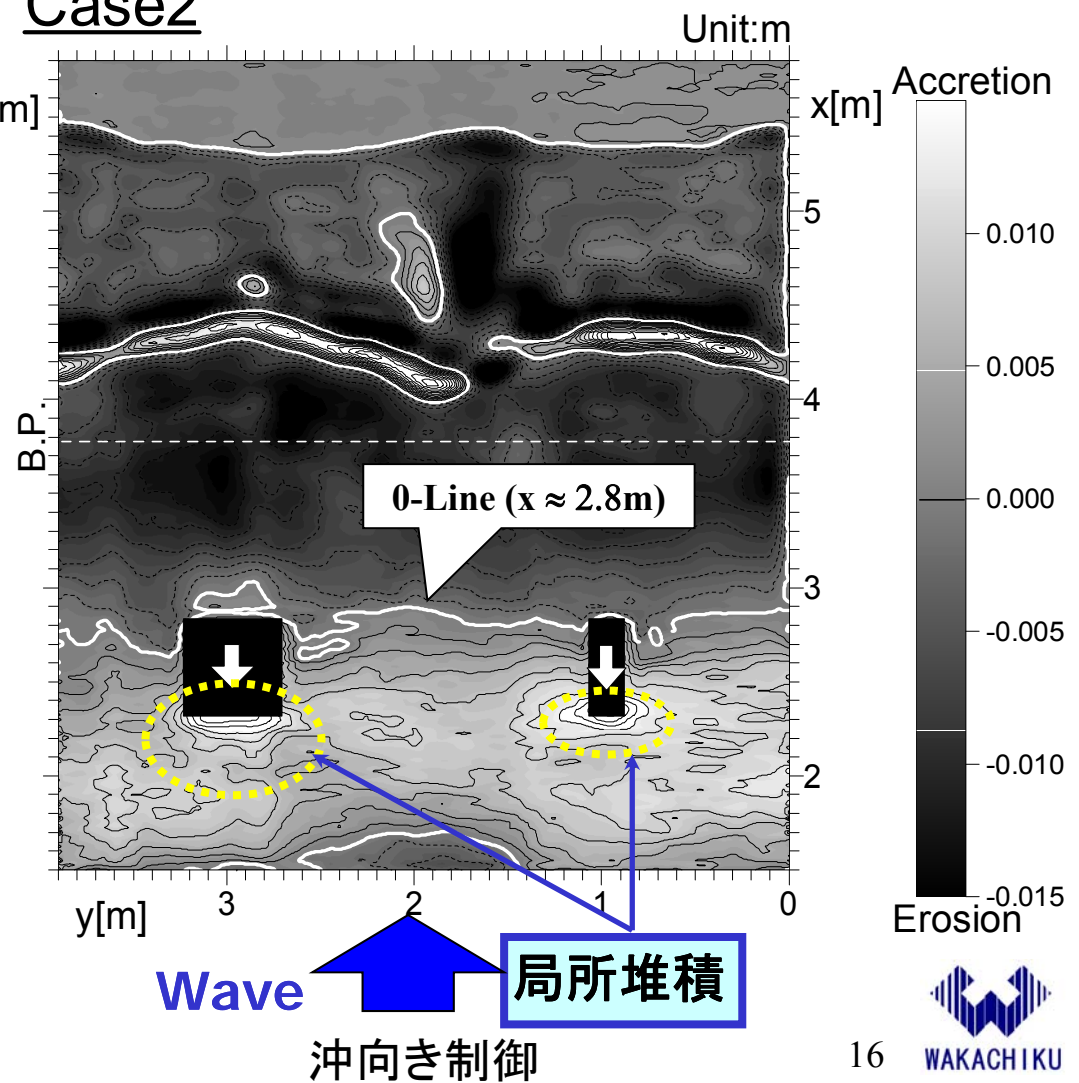 Case2
Unit:m
m]
x[m]
Accretion
5
4
3
2
B.P.
0-Line (x ≈ 2.8m)
0.010
0.005
0.000
-0.005
-0.010
-0.015
Erosion
y[m]
3
2
1
0
Wave
局所堆積
沖向き制御
16
WAKACHIKU